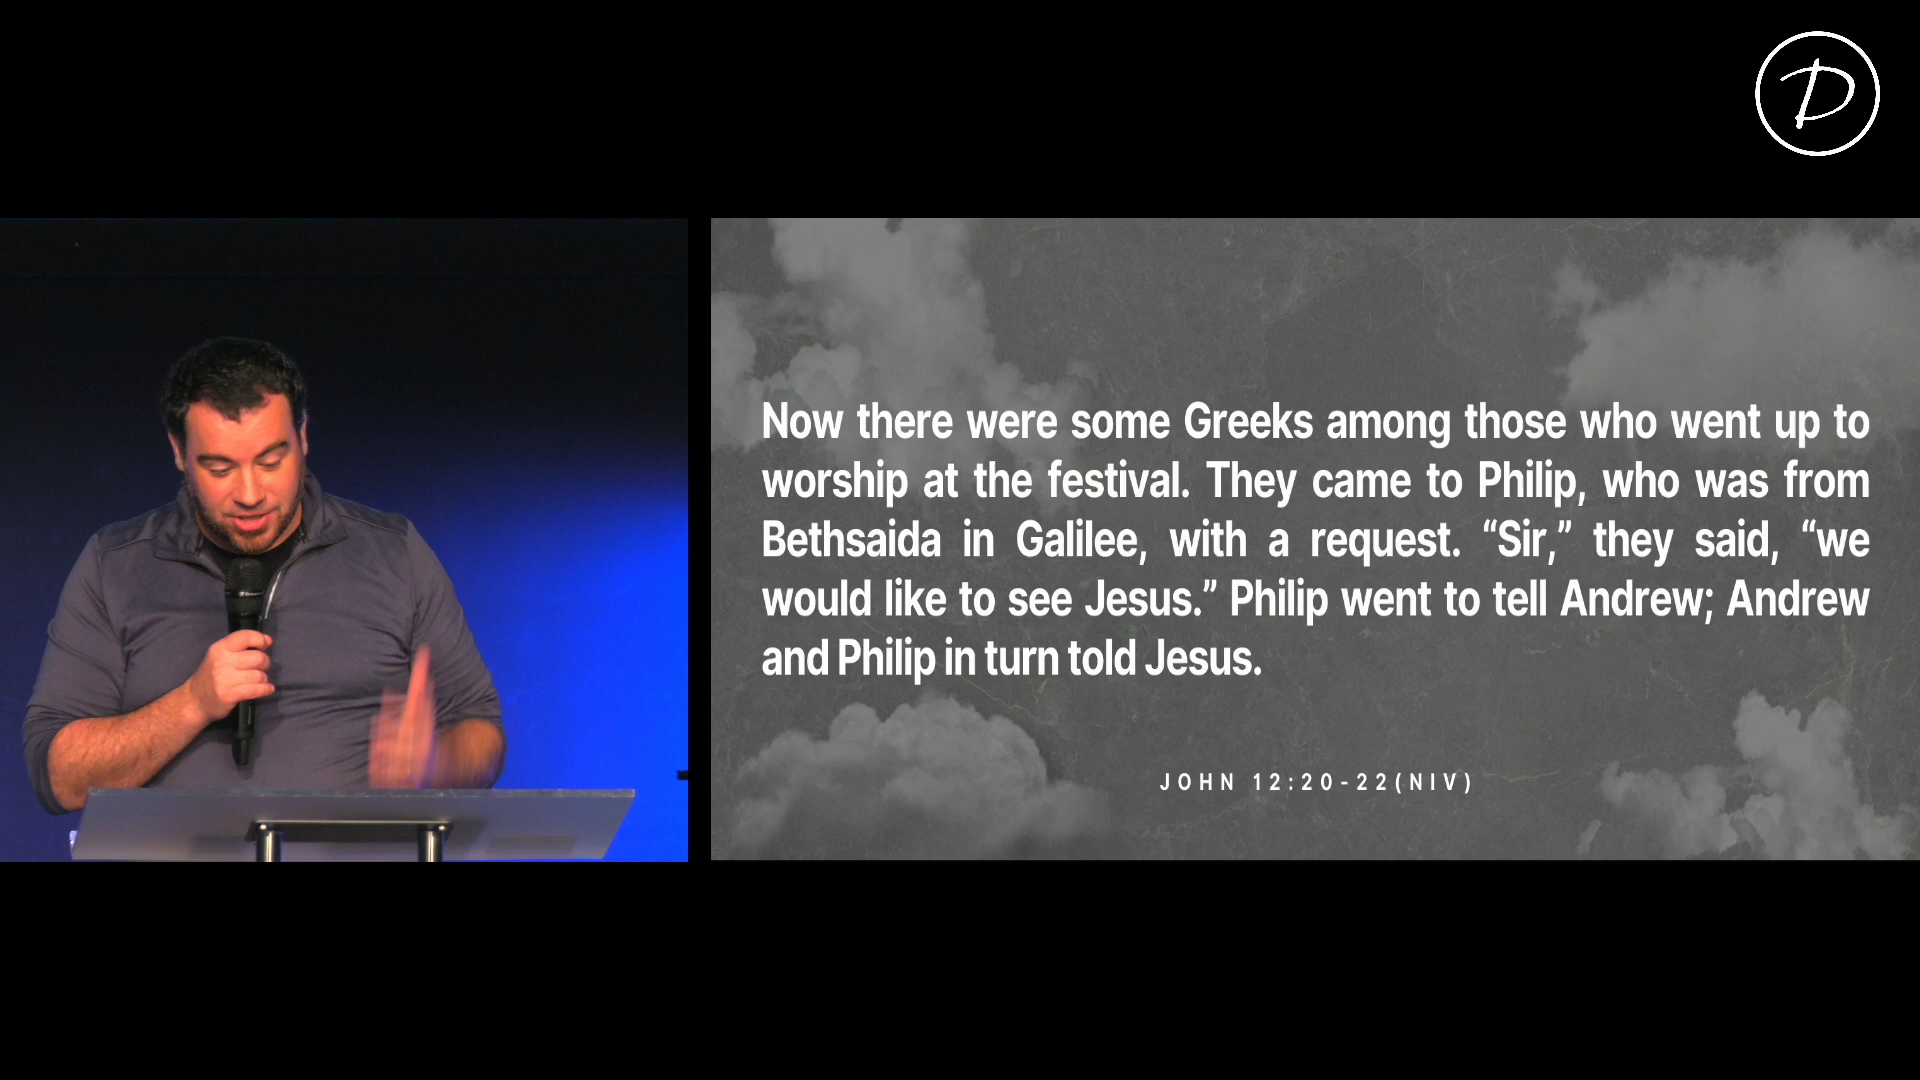 D
Now there were some Greeks among those who went up to
worship at the festival. They came to Philip, who was from
Bethsaida in Galilee, with a request. “Sir,” they said, “we
would like to see Jesus.” Philip went to tell Andrew; Andrew
and Philip in turn told Jesus.
JOHN 12:20-22(NIV)